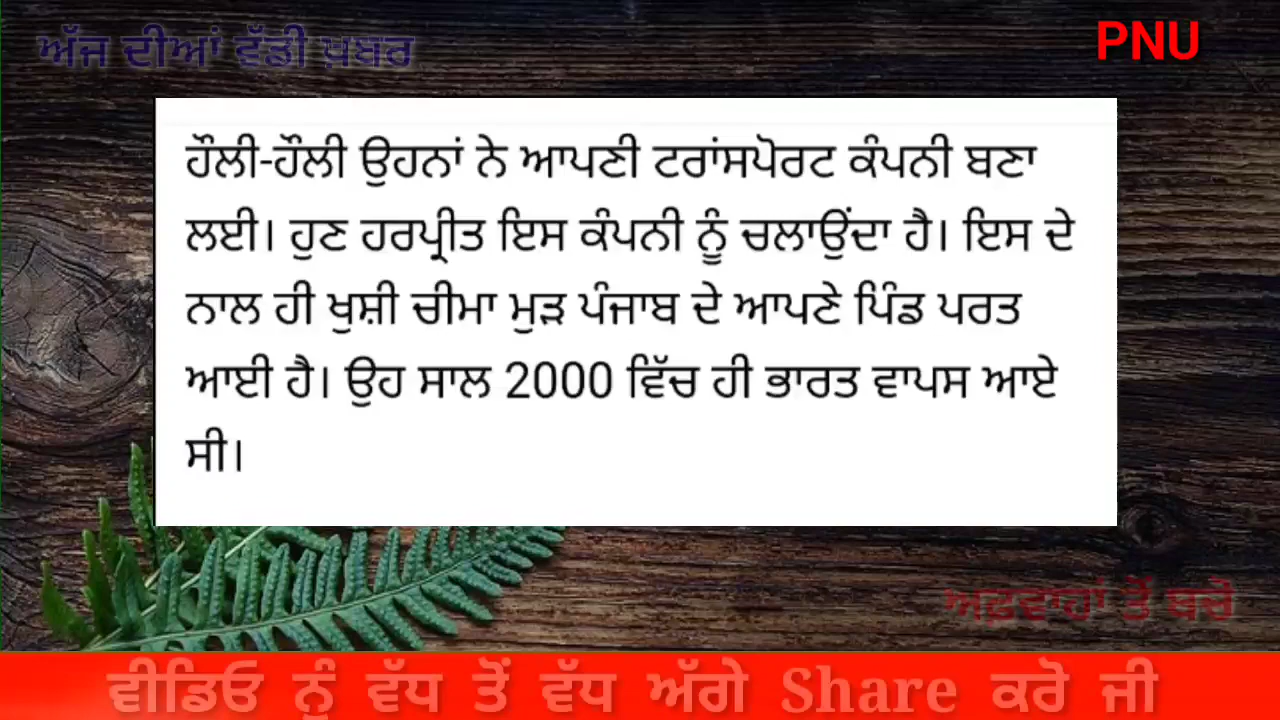 ਅੱਜ ਦੀਆਂ ਵੱਡੀ ਖ਼ਬਰ
PNU
ਹੌਲੀ-ਹੌਲੀ ਉਹਨਾਂ ਨੇ ਆਪਣੀ ਟਰਾਂਸਪੋਰਟ ਕੰਪਨੀ ਬਣਾ
ਲਈ। ਹੁਣ ਹਰਪ੍ਰੀਤ ਇਸ ਕੰਪਨੀ ਨੂੰ ਚਲਾਉਂਦਾ ਹੈ। ਇਸ ਦੇ
ਨਾਲ ਹੀ ਖੁਸ਼ੀ ਚੀਮਾ ਮੁੜ ਪੰਜਾਬ ਦੇ ਆਪਣੇ ਪਿੰਡ ਪਰਤ
ਆਈ ਹੈ। ਉਹ ਸਾਲ 2000 ਵਿੱਚ ਹੀ ਭਾਰਤ ਵਾਪਸ ਆਏ
ਸੀ।
ਅਫ਼ਵਾਹਾਂ ਤੋਂ ਬਚੋ
ਵੀਡਿਓ ਨੂੰ ਵੱਧ ਤੋਂ ਵੱਧ ਅੱਗੇ Share ਕਰੋ ਜੀ